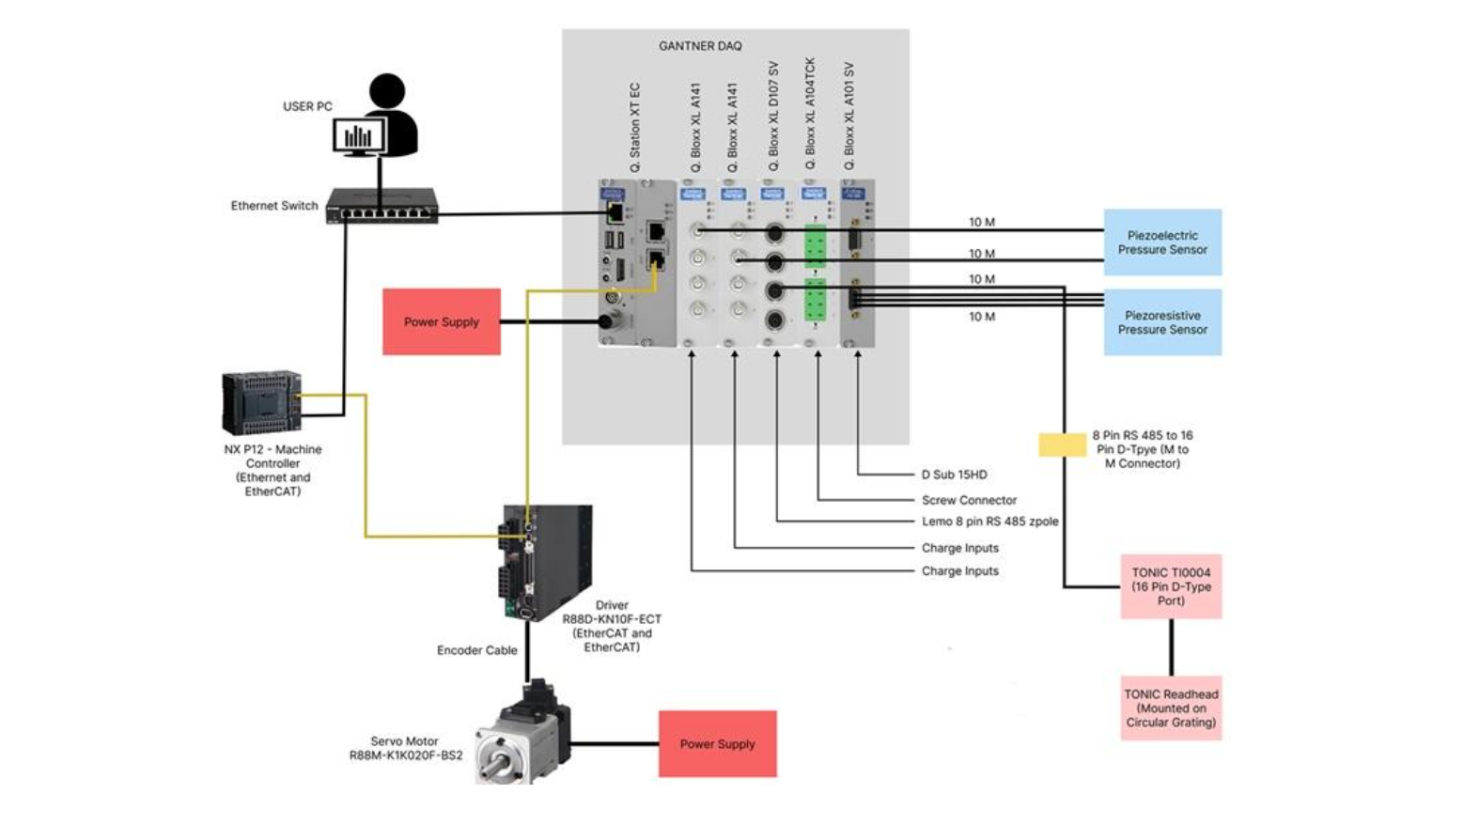 GANTNER DAQ
USER PC
Q. Station XT EC
Q. Bloxx XL A141
Q. Bloxx XL A141
Q. Bloxx XL D107 SV
Q. Bloxx XL A104TCK
Q. Bloxx XL A101 SV
Ethernet Switch
10 M
10 M
10 M
10 M
Piezoelectric
Pressure Sensor
Piezoresistive
Pressure Sensor
Power Supply
NX P12 - Machine
Controller
(Ethernet and
EtherCAT)
8 Pin RS 485 to 16
Pin D-Tpye (M to
M Connector)
D Sub 15HD
Screw Connector
Lemo 8 pin RS 485 zpole
Charge Inputs
Charge Inputs
TONIC TI0004
(16 Pin D-Type
Port)
Driver
R88D-KN10F-ECT
(EtherCAT and
EtherCAT)
Encoder Cable
TONIC Readhead
(Mounted on
Circular Grating)
Servo Motor
R88M-K1K020F-BS2
Power Supply